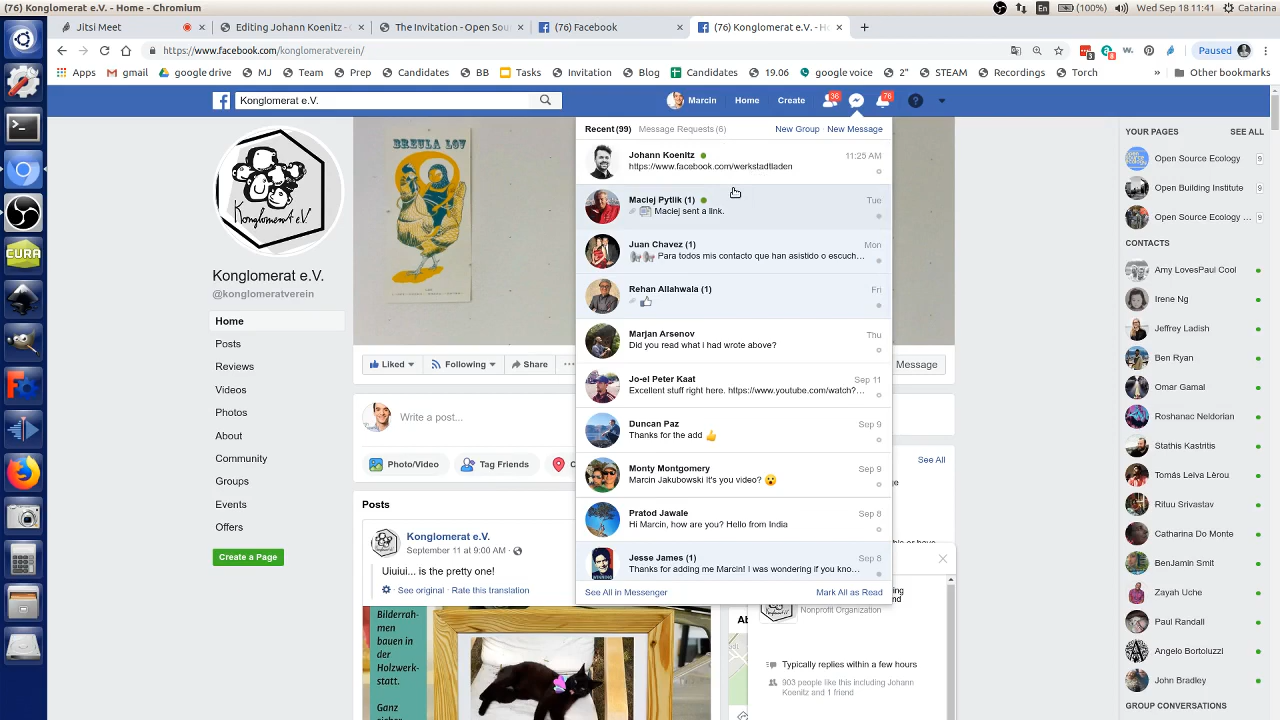 (76) Konglomerat e.V. - Home - Chromium
En
(100%)
Wed Sep 18 11:41
Catarina
Jitsi Meet
Editing Johann Koenitz -
The Invitation - Open Sou
(76) Facebook
(76) Konglomerat e.V. - H
https://www.facebook.com/konglomeratverein/
Paused
Apps
gmail
google drive
MJ
Team
Prep
Candidates
BB
Tasks
Invitation
Blog
Candidates
19.06
google voice
2"
STEAM
Recordings
Torch
Other bookmarks
Konglomerat e.V.
Marcin
Home
Create
36
76
Recent (99)
Message Requests (6)
New Group
New Message
Johann Koenitz
11:25 AM
https://www.facebook.com/werkstadtladen
Maciej Pytlik (1)
Tue
Maciej sent a link.
Juan Chavez (1)
Mon
Para todos mis contacto que han asistido o escuch...
Rehan Allahwala (1)
Fri
Marjan Arsenov
Thu
Did you read what I had wrote above?
Jo-el Peter Kaat
Sep 11
Excellent stuff right here. https://www.youtube.com/watch?...
Duncan Paz
Sep 9
Thanks for the add 👍
Monty Montgomery
Sep 9
Marcin Jakubowski It's you video? 😮
Pratod Jawale
Sep 8
Hi Marcin, how are you? Hello from India
Jesse James (1)
Sep 8
Thanks for adding me Marcin! I was wondering if you kno...
See All in Messenger
Mark All as Read
BREULA LOV
Konglomerat e.V.
Konglomerat e.V.
@konglomeratverein
Home
Posts
Reviews
Videos
Photos
About
Community
Groups
Events
Offers
Create a Page
Liked
Following
Share
Message
Write a post...
Photo/Video
Tag Friends
See All
Posts
Konglomerat e.V.
September 11 at 9:00 AM
Uiuiui... is the pretty one!
See original
Rate this translation
Bilderrah-
men
bauen in
der
Holzwerk-
statt.
Ganz
Ab
Nonprofit Organization
Typically replies within a few hours
903 people like this including Johann
Koenitz and 1 friend
YOUR PAGES
SEE ALL
Open Source Ecology
9
Open Building Institute
9
Open Source Ecology ...
9
CONTACTS
Amy LovesPaul Cool
Irene Ng
Jeffrey Ladish
Ben Ryan
Omar Gamal
Roshanac Neldorian
Stathis Kastritis
Tomás Leiva Lerou
Rituu Srivastav
Catharina Do Monte
Benjamin Smit
Zayah Uche
Paul Randall
Angelo Bortoluzzi
John Bradley
GROUP CONVERSATIONS
CURA